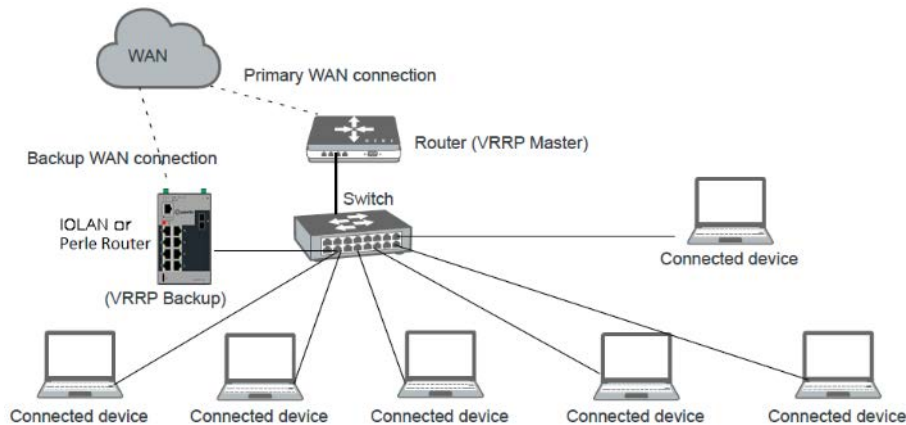 WAN
Primary WAN connection
Router (VRRP Master)
Backup WAN connection
Switch
IOLAN or
Perle Router
Connected device
(VRRP Backup)
Connected device
Connected device
Connected device
Connected device
Connected device